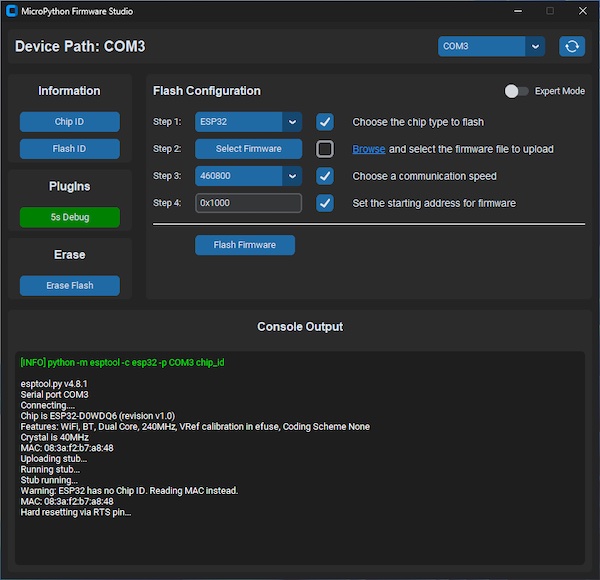 MicroPython Firmware Studio
Device Path: COM3
COM3
Information
Chip ID
Flash ID
PlugIns
5s Debug
Erase
Erase Flash
Flash Configuration
Expert Mode
Step 1: ESP32 Choose the chip type to flash
Step 2: Select Firmware Browse and select the firmware file to upload
Step 3: 460800 Choose a communication speed
Step 4: 0x1000 Set the starting address for firmware
Flash Firmware
Console Output
[INFO] python -m esptool -c esp32 -p COM3 chip_id
esptool.py v4.8.1
Serial port COM3
Connecting....
Chip is ESP32-D0WDQ6 (revision v1.0)
Features: WiFi, BT, Dual Core, 240MHz, VRef calibration in efuse, Coding Scheme None
Crystal is 40MHz
MAC: 08:3a:f2:b7:a8:48
Uploading stub...
Running stub...
Stub running...
Warning: ESP32 has no Chip ID. Reading MAC instead.
MAC: 08:3a:f2:b7:a8:48
Hard resetting via RTS pin...